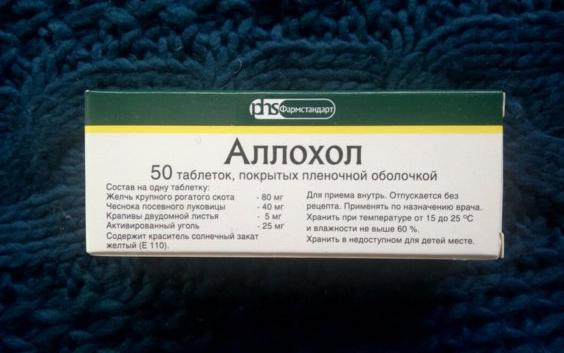 phs Фармстандарт
Аллохол
50 таблеток, покрытых пленочной оболочкой
Состав на одну таблетку:
Желчь крупного рогатого скота - 80 мг
Чеснока посевного луковицы - 40 мг
Крапивы двудомной листья - 5 мг
Активированный уголь - 25 мг
Содержит краситель солнечный закат
желтый (Е 110).
Для приема внутрь. Отпускается без
рецепта. Применять по назначению врача.
Хранить при температуре от 15 до 25 ºС
и влажности не выше 60 %.
Хранить в недоступном для детей месте.